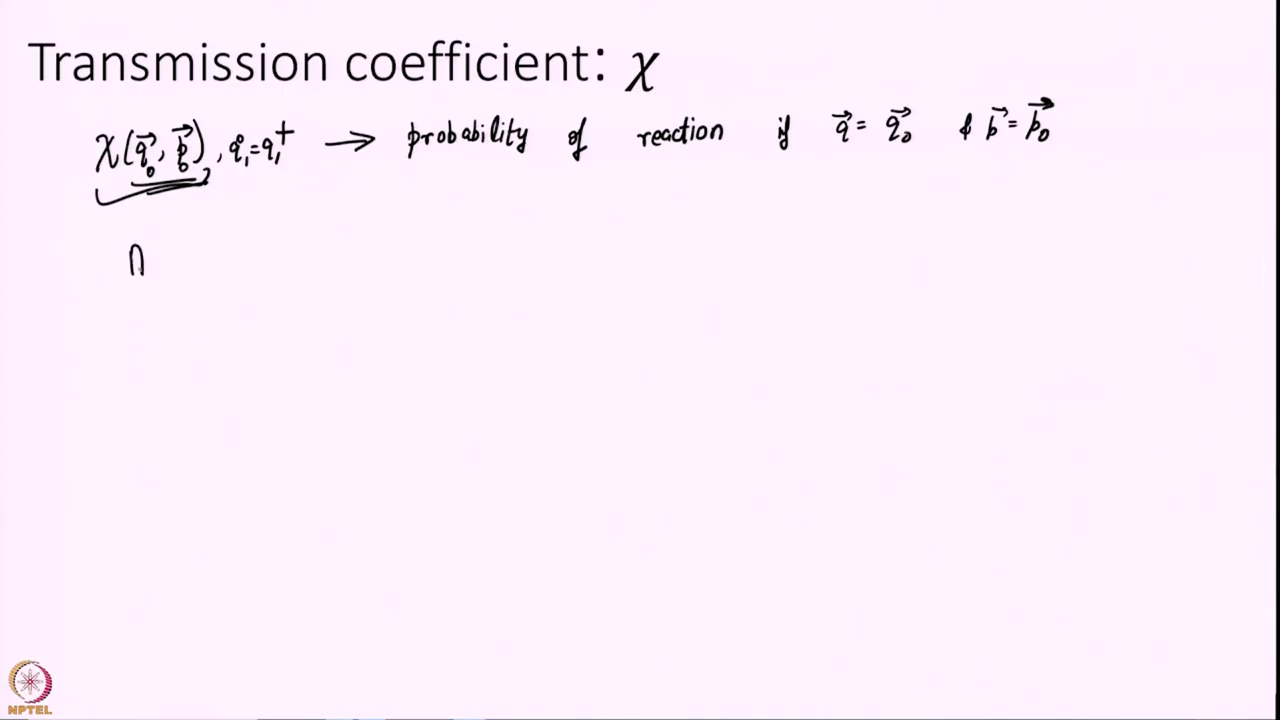 Transmission coefficient: χ
χ(q⃗₀, p⃗₀), q₁=q₁⁺ → probability of reaction if q⃗ = q⃗₀ & p⃗ = p⃗₀
NPTEL